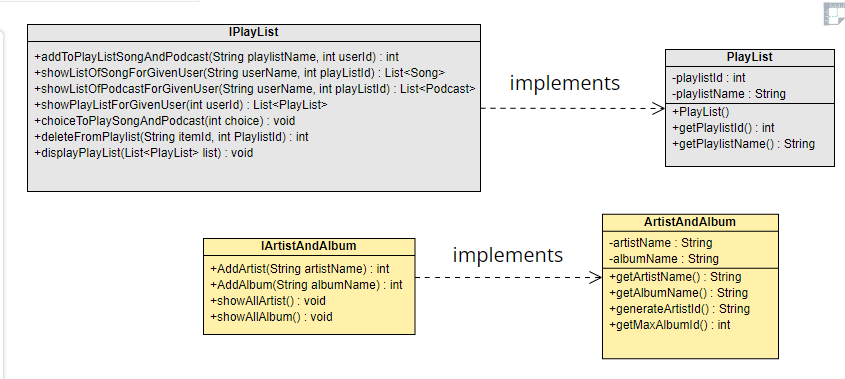 IPlayList
+addToPlayListSongAndPodcast(String playlistName, int userId) : int
+showListOfSongForGivenUser(String userName, int playListId) : List<Song>
+showListOfPodcastForGivenUser(String userName, int playListId) : List<Podcast>
+showPlayListForGivenUser(int userId) : List<PlayList>
+choiceToPlaySongAndPodcast(int choice) : void
+deleteFromPlaylist(String itemId, int PlaylistId) : int
+displayPlayList(List<PlayList> list) : void
implements
PlayList
-playlistId : int
-playlistName : String
+PlayList()
+getPlaylistId() : int
+getPlaylistName() : String
IArtistAndAlbum
+AddArtist(String artistName) : int
+AddAlbum(String albumName) : int
+showAllArtist() : void
+showAllAlbum() : void
implements
ArtistAndAlbum
-artistName : String
-albumName : String
+getArtistName() : String
+getAlbumName() : String
+generateArtistId() : String
+getMaxAlbumId() : int